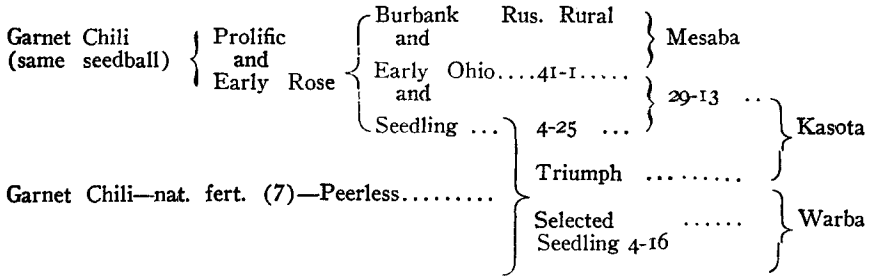 Burbank Rus. Rural
Garnet Chili Prolific and Mesaba
(same seedball) and Early Ohio....41-1.....
Early Rose and 29-13 ..
Seedling ... 4-25 ... Kasota
Triumph .........
Garnet Chili—nat. fert. (7)—Peerless.........
Selected ...... Warba
Seedling 4-16